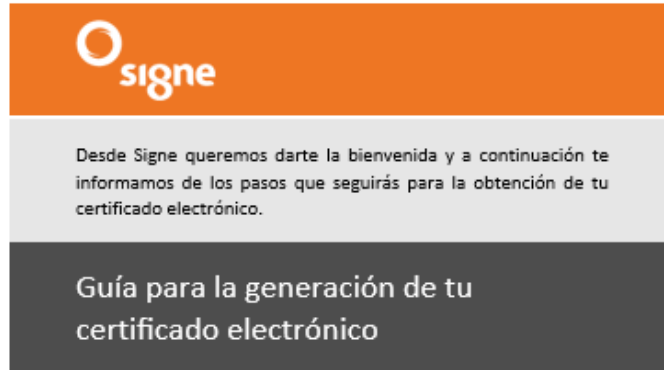 signe
Desde Signe queremos darte la bienvenida y a continuación te
informamos de los pasos que seguirás para la obtención de tu
certificado electrónico.
Guía para la generación de tu
certificado electrónico